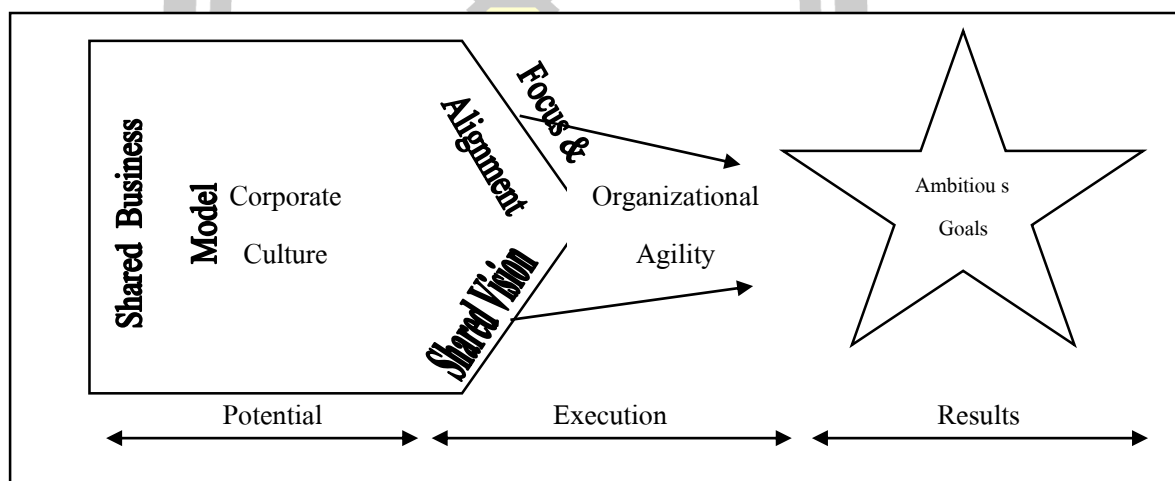 Shared Business
Model
Corporate
Culture
Focus &
Alignment
Shared Vision
Organizational
Agility
Ambitiou s
Goals
Potential
Execution
Results